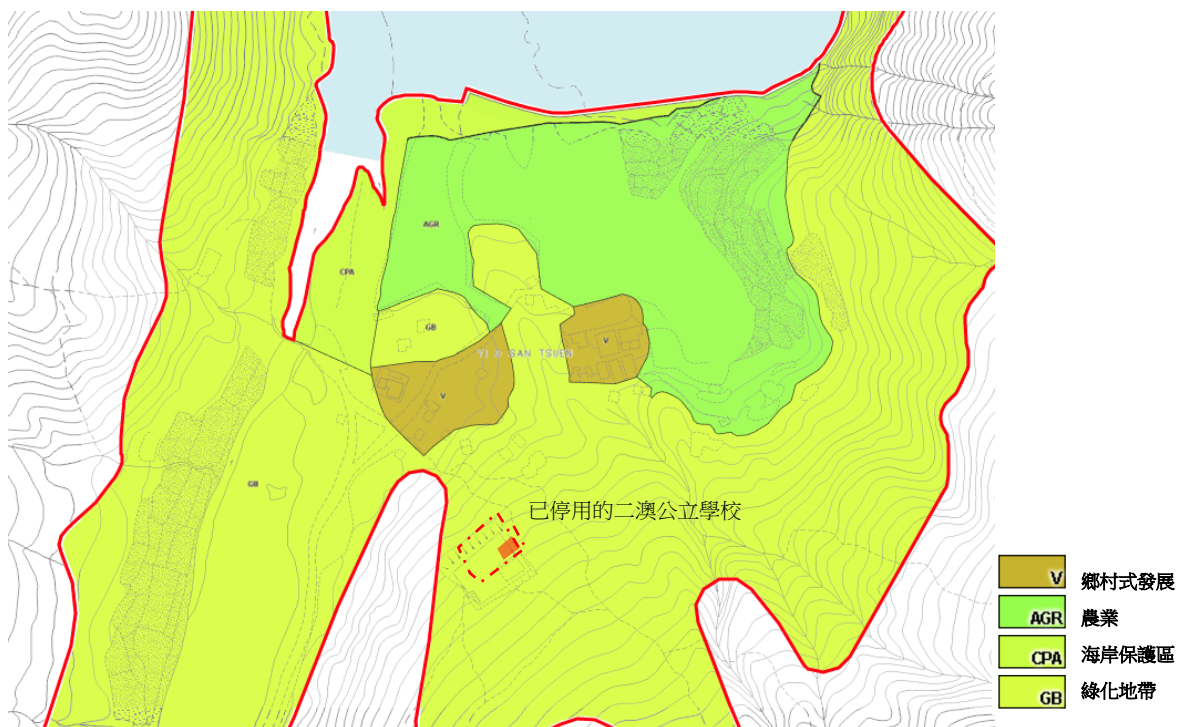 AGR
CPA
GB
YI O SAN TSUEN
V
V
GB
已停用的二澳公立學校
V 鄉村式發展
AGR 農業
CPA 海岸保護區
GB 綠化地帶